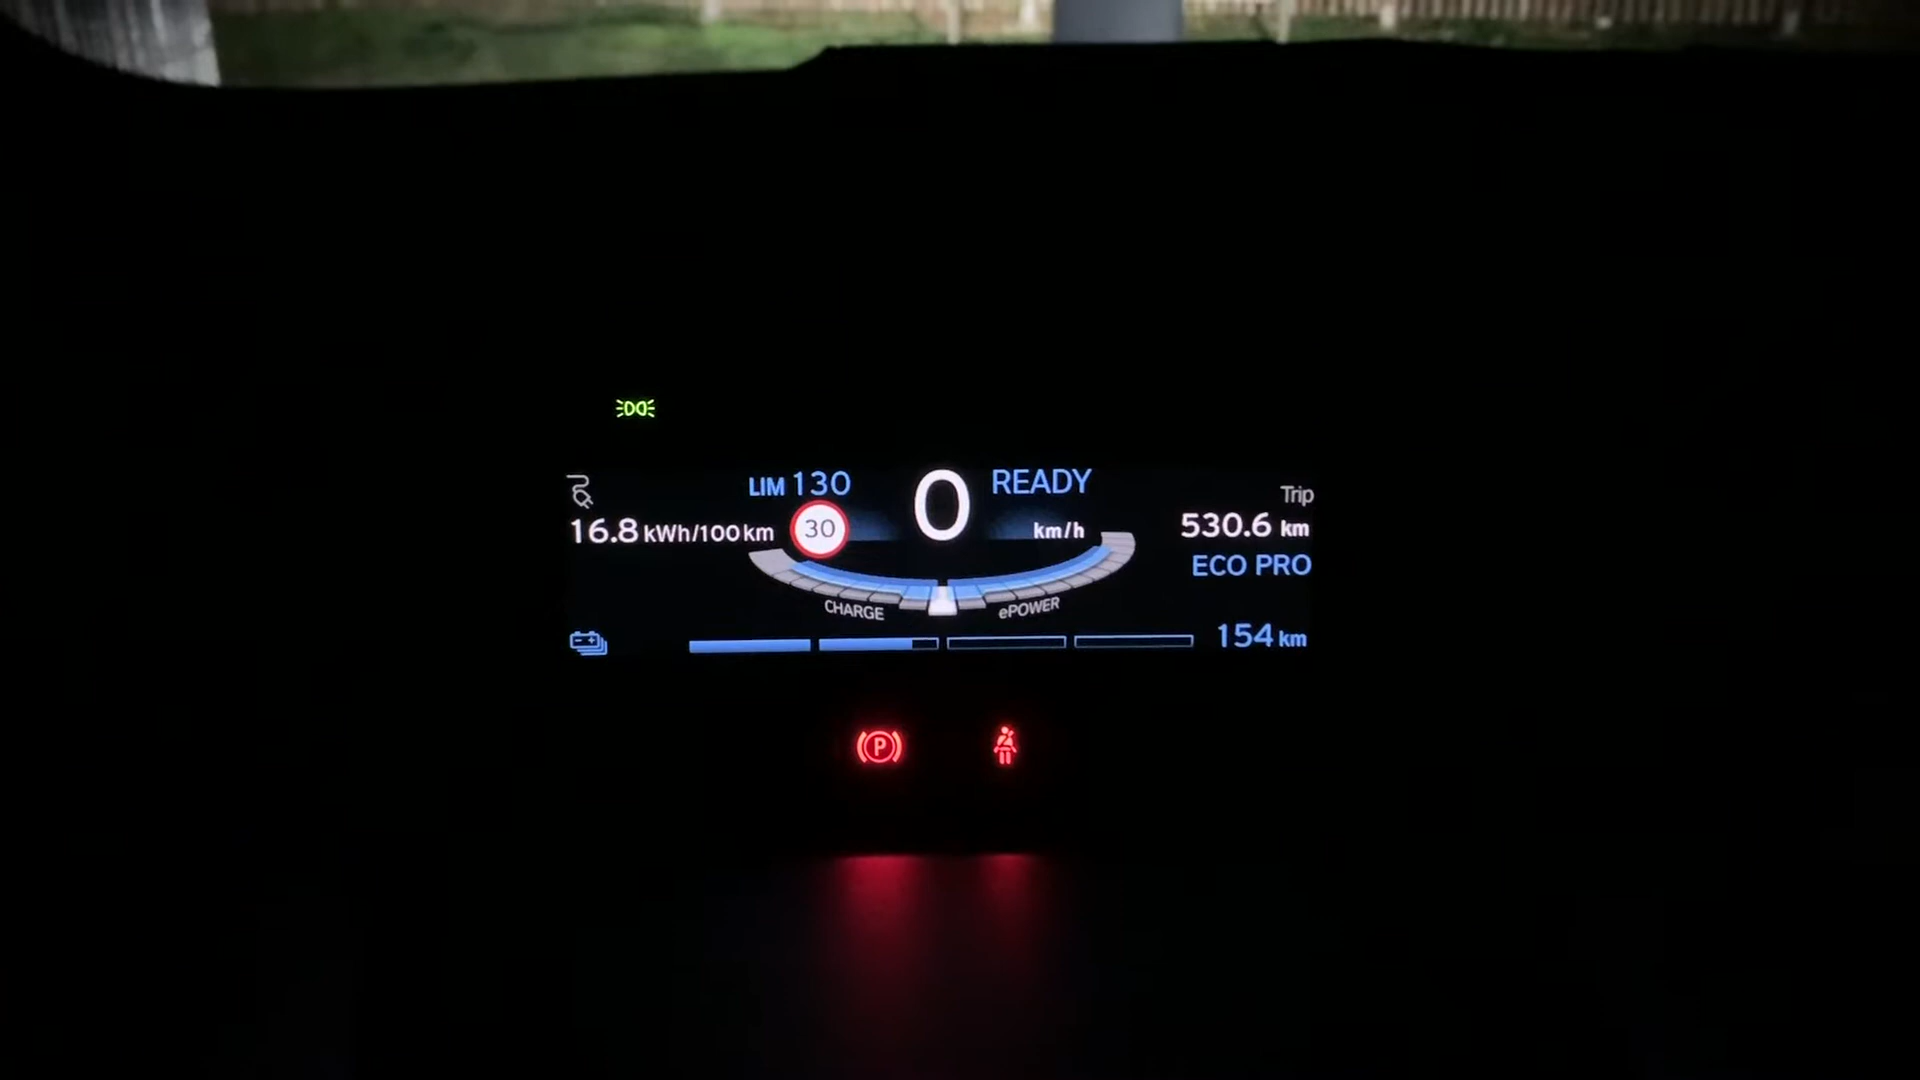 LIM 130
0
READY
Trip
16.8 kWh/100km
30
km/h
530.6 km
ECO PRO
CHARGE
ePOWER
154 km
P